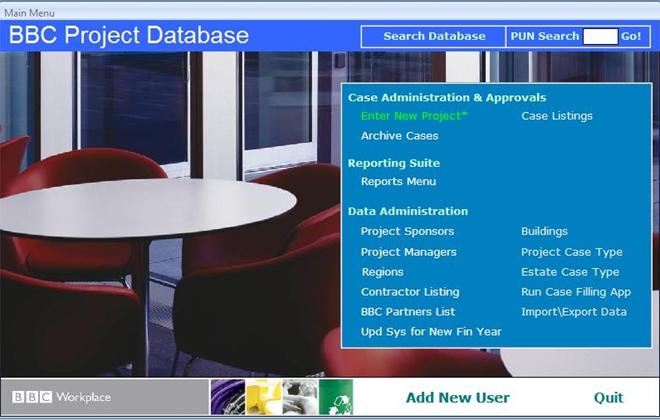 Main Menu
BBC Project Database
Search Database
PUN Search
Go!
Case Administration & Approvals
Enter New Project*
Case Listings
Archive Cases
Reporting Suite
Reports Menu
Data Administration
Project Sponsors
Buildings
Project Managers
Project Case Type
Regions
Estate Case Type
Contractor Listing
Run Case Filling App
BBC Partners List
Import\Export Data
Upd Sys for New Fin Year
BBC Workplace
Add New User
Quit